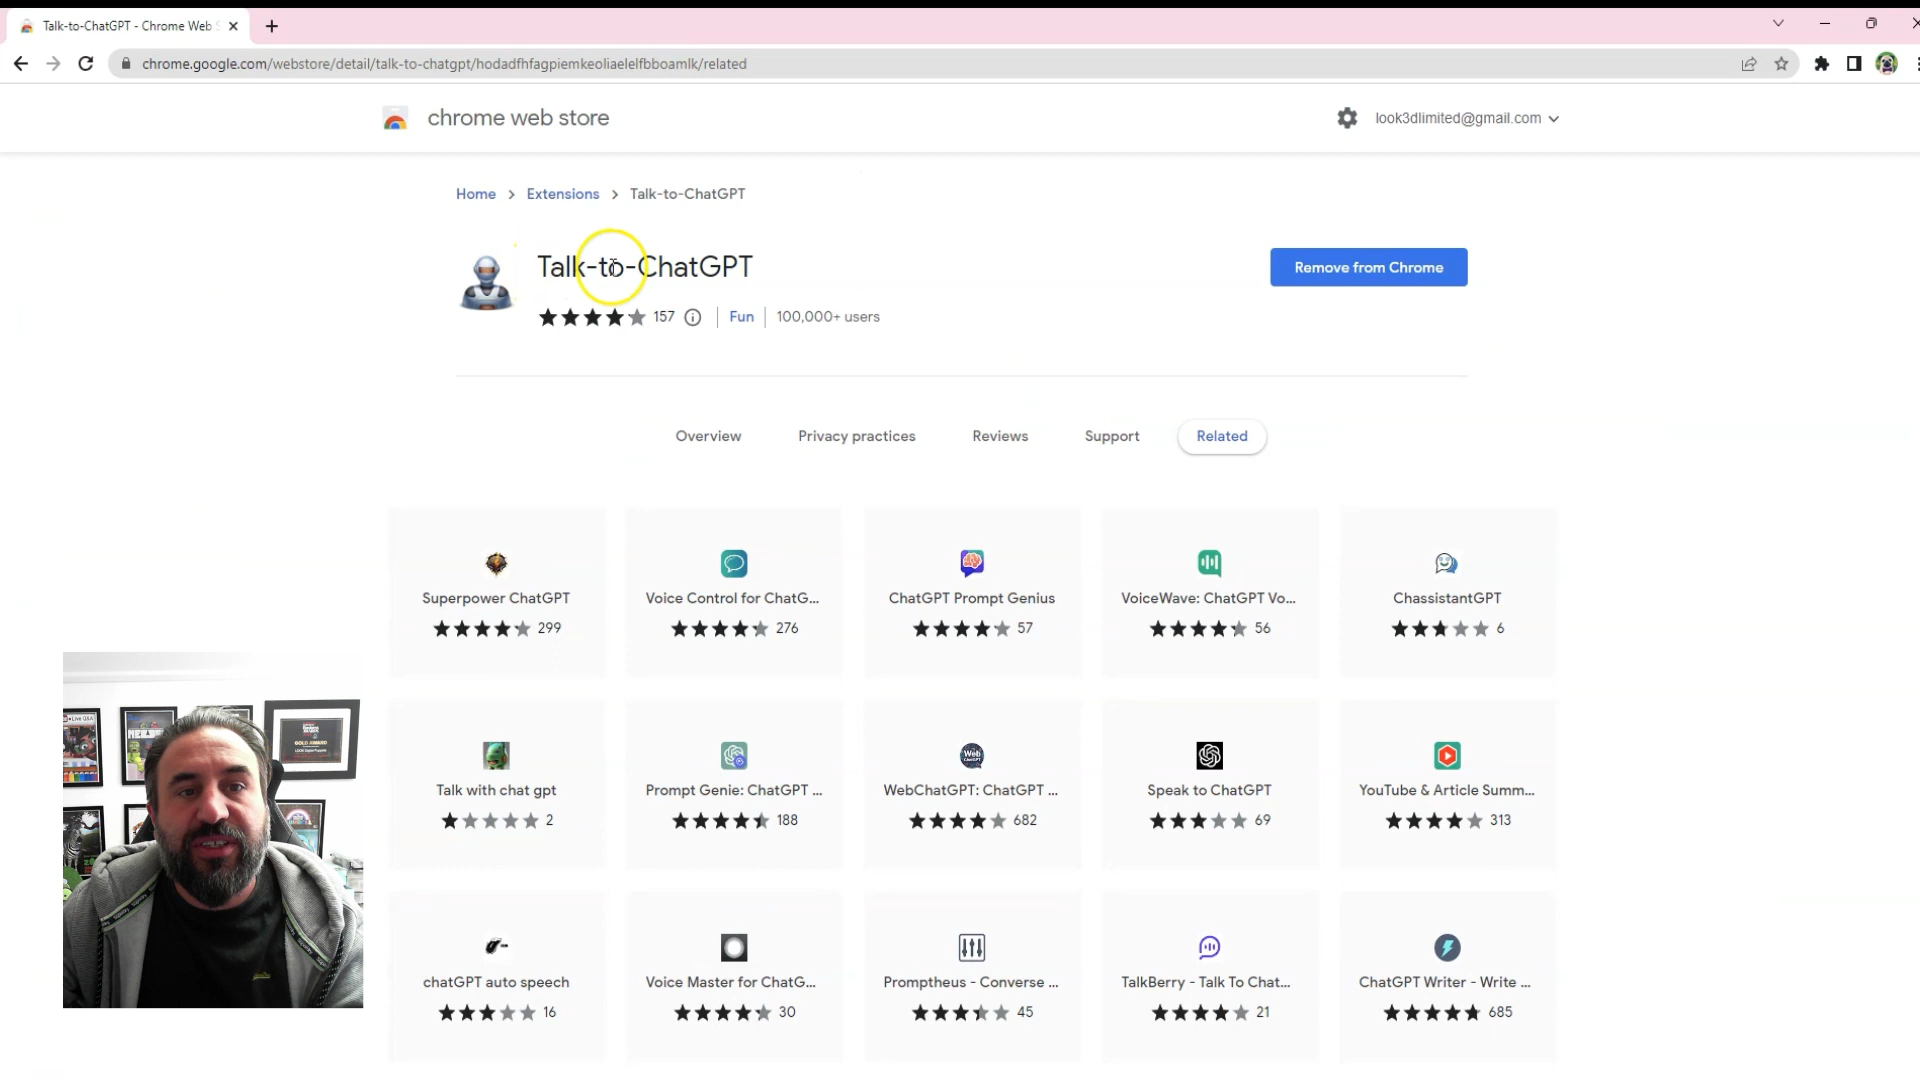 Talk-to-ChatGPT - Chrome Web S
chrome.google.com/webstore/detail/talk-to-chatgpt/hodadfhfagpiemkeoliaelelfbboamlk/related
chrome web store
look3dlimited@gmail.com
Home > Extensions > Talk-to-ChatGPT
Talk-to-ChatGPT
Remove from Chrome
157 Fun 100,000+ users
Overview Privacy practices Reviews Support Related
Superpower ChatGPT Voice Control for ChatG... ChatGPT Prompt Genius VoiceWave: ChatGPT Vo... ChassistantGPT
299 276 57 56 6
Talk with chat gpt Prompt Genie: ChatGPT ... WebChatGPT: ChatGPT ... Speak to ChatGPT YouTube & Article Summ...
2 188 682 69 313
chatGPT auto speech Voice Master for ChatG... Promptheus - Converse ... TalkBerry - Talk To Chat... ChatGPT Writer - Write ...
16 30 45 21 685
Live Q&A
GOLD AWARD